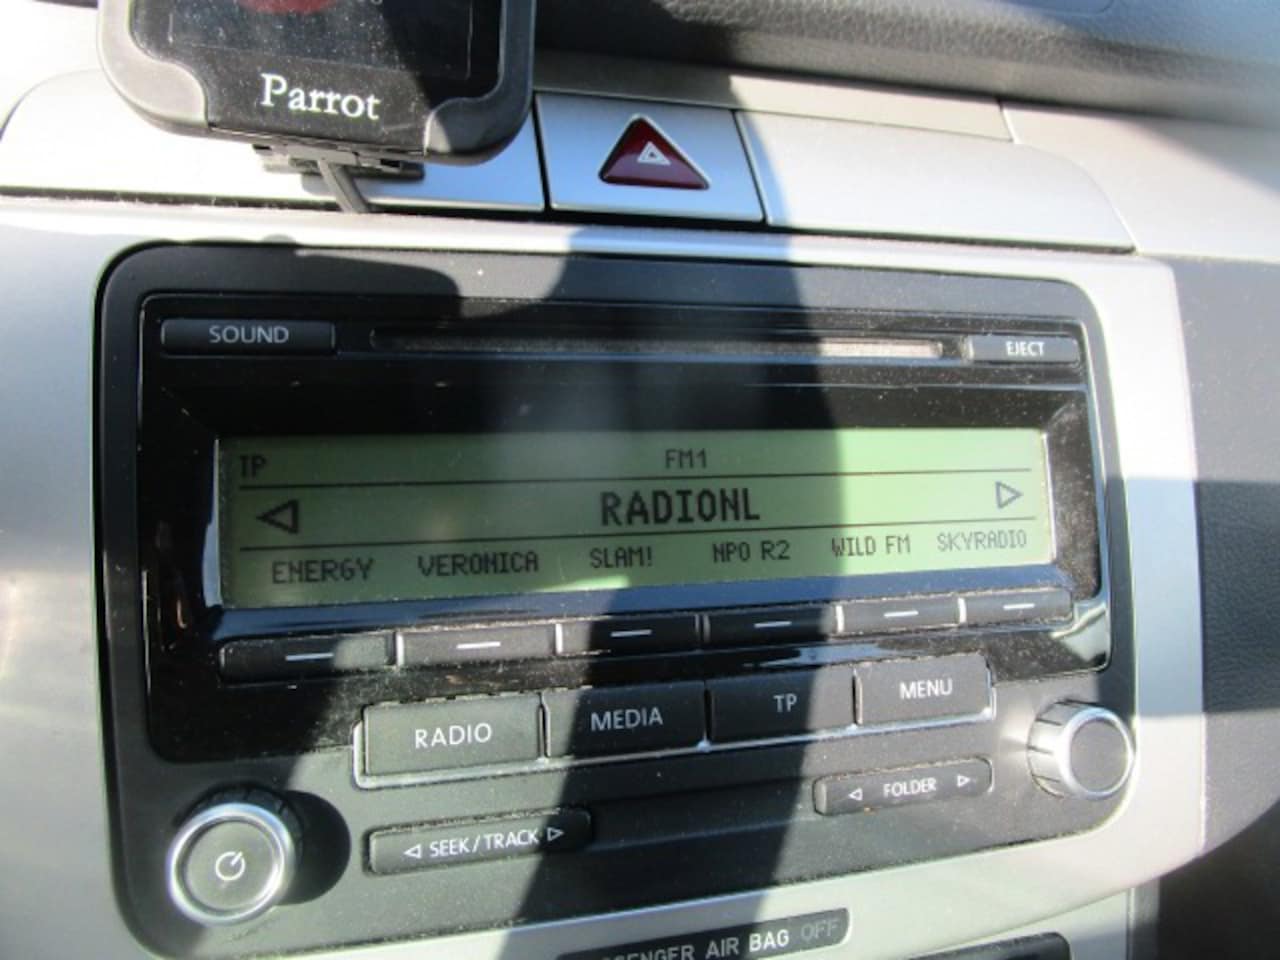 Parrot
SOUND
EJECT
TP FM1
RADIONL
ENERGY VERONICA SLAM! NPO R2 WILD FM SKYRADIO
RADIO MEDIA TP MENU
FOLDER
SEEK/TRACK
AIR BAG OFF